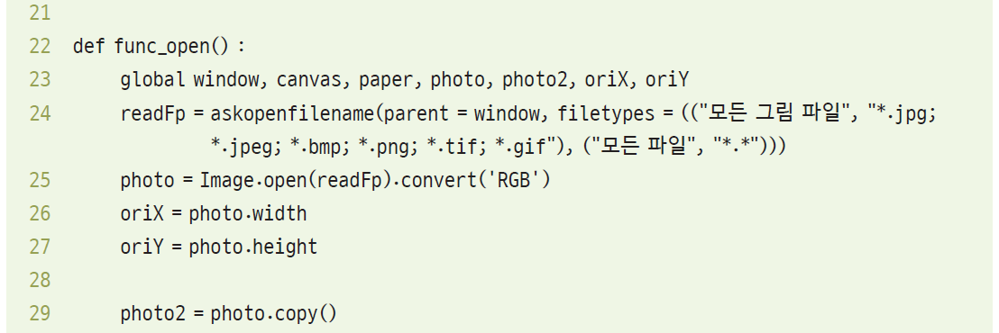 21
22 def func_open() :
23 global window, canvas, paper, photo, photo2, oriX, oriY
24 readFp = askopenfilename(parent = window, filetypes = (("모든 그림 파일", "*.jpg;
*.jpeg; *.bmp; *.png; *.tif; *.gif"), ("모든 파일", "*.*")))
25 photo = Image.open(readFp).convert('RGB')
26 oriX = photo.width
27 oriY = photo.height
28
29 photo2 = photo.copy()